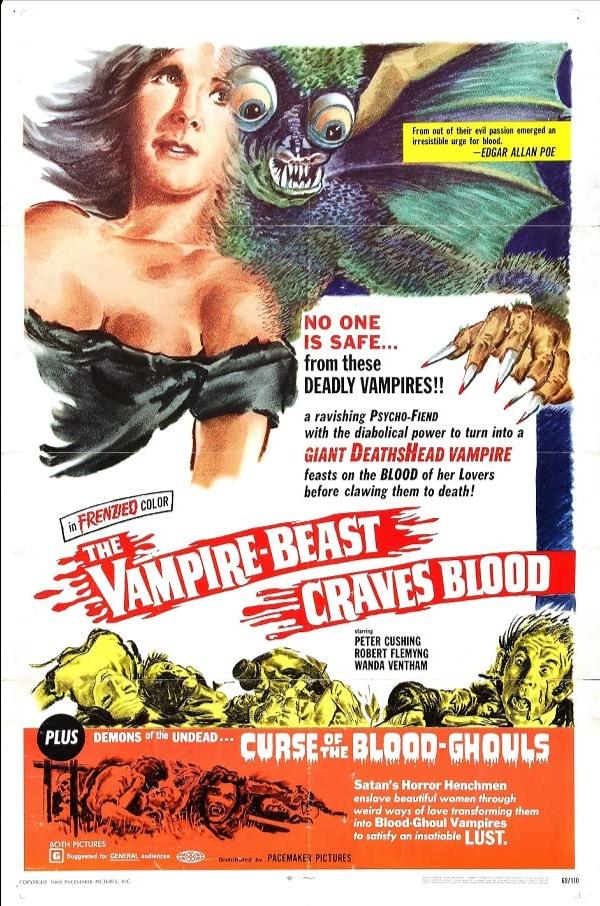 From out of their evil passion emerged an
irresistible urge for blood.
—EDGAR ALLAN POE
NO ONE
IS SAFE...
from these
DEADLY VAMPIRES!!
a ravishing PSYCHO-FIEND
with the diabolical power to turn into a
GIANT DEATHSHEAD VAMPIRE
feasts on the BLOOD of her Lovers
before clawing them to death!
in FRENZIED COLOR
THE
VAMPIRE-BEAST
CRAVES BLOOD
starring
PETER CUSHING
ROBERT FLEMYNG
WANDA VENTHAM
PLUS DEMONS of the UNDEAD... CURSE OF THE BLOOD-GHOULS
Satan's Horror Henchmen
enslave beautiful women through
weird ways of love transforming them
into Blood-Ghoul Vampires
to satisfy an insatiable LUST.
BOTH PICTURES
G Suggested for GENERAL audiences.
Distributed by PACEMAKER PICTURES
COPYRIGHT 1969 PACEMAKER PICTURES, INC.
69/110